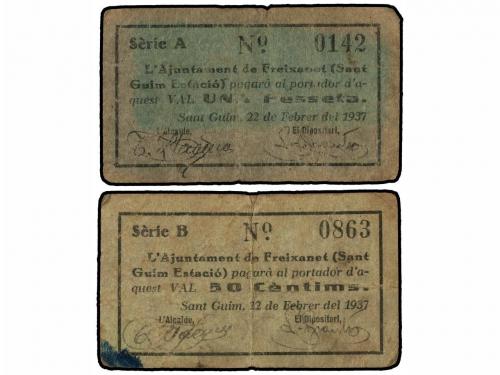 Sèrie A Nº 0142
L'Ajuntament de Freixanet (Sant
Guim Estació) pagarà al portador d'a-
quest VAL UN'. Pesseta.
Sant Guim, 22 de Febrer del 1937
L'alcalde, El Dipositari,
Sèrie B Nº 0863
L'Ajuntament de Freixanet (Sant
Guim Estació) pagarà al portador d'a-
quest VAL 50 Cèntims.
Sant Guim, 22 de Febrer del 1937
L'Alcalde, El Dipositari,